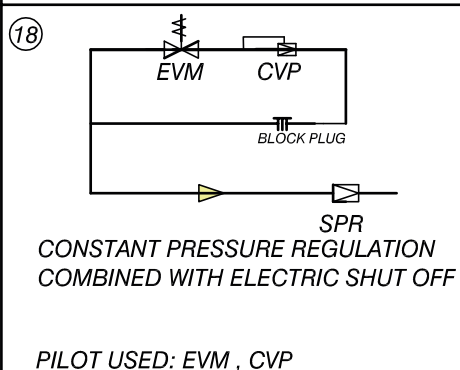 18
EVM CVP
BLOCK PLUG
SPR
CONSTANT PRESSURE REGULATION
COMBINED WITH ELECTRIC SHUT OFF
PILOT USED: EVM , CVP